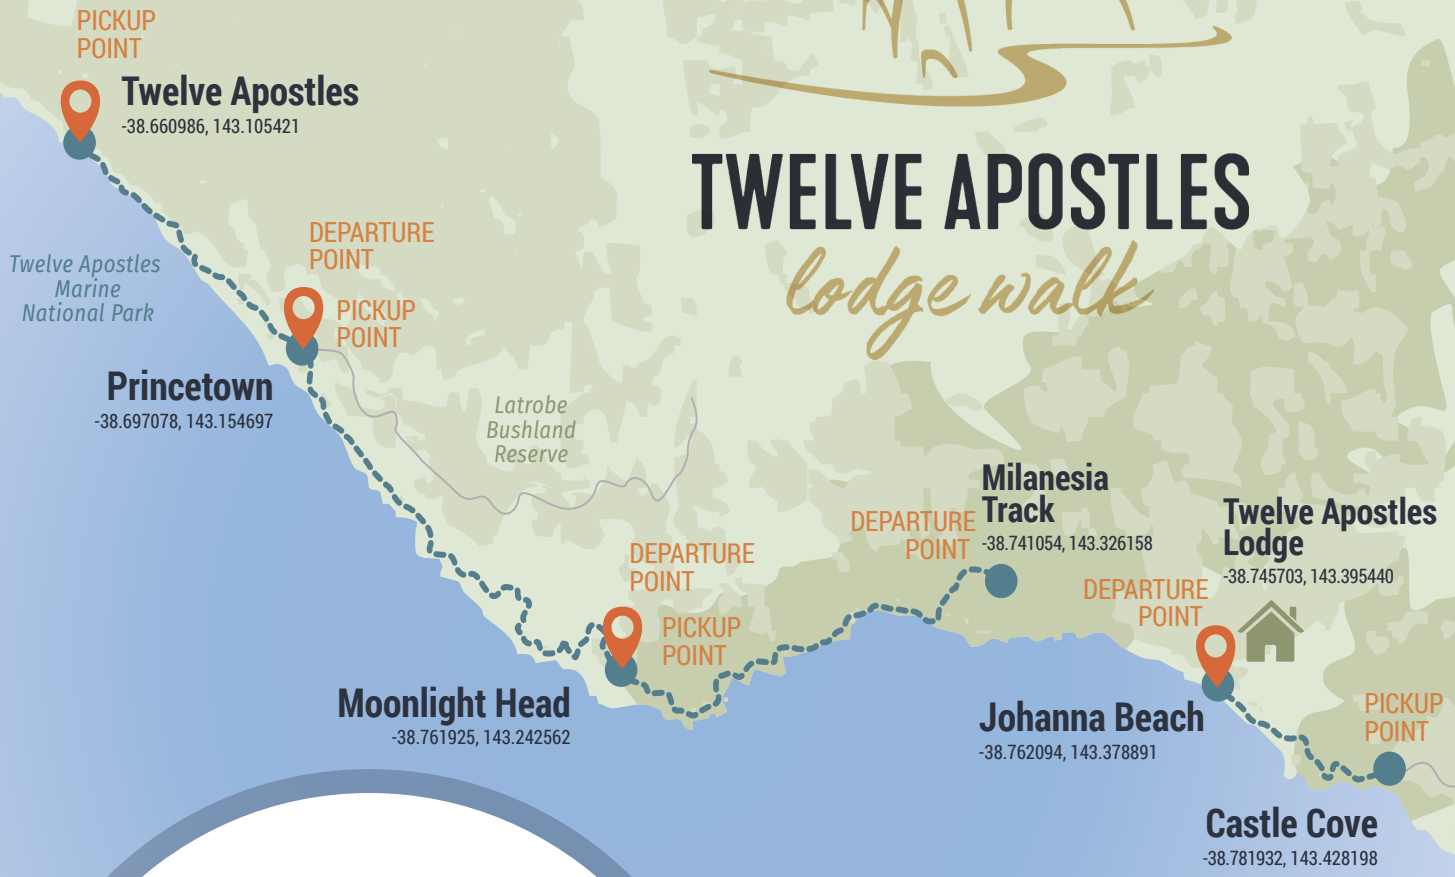 PICKUP
POINT
Twelve Apostles
-38.660986, 143.105421
TWELVE APOSTLES
lodge walk
DEPARTURE
POINT
PICKUP
POINT
Twelve Apostles
Marine
National Park
Princetown
-38.697078, 143.154697
Latrobe
Bushland
Reserve
Milanesia
Track
-38.741054, 143.326158
DEPARTURE
POINT
Twelve Apostles
Lodge
-38.745703, 143.395440
DEPARTURE
POINT
DEPARTURE
POINT
PICKUP
POINT
Moonlight Head
-38.761925, 143.242562
Johanna Beach
-38.762094, 143.378891
PICKUP
POINT
Castle Cove
-38.781932, 143.428198